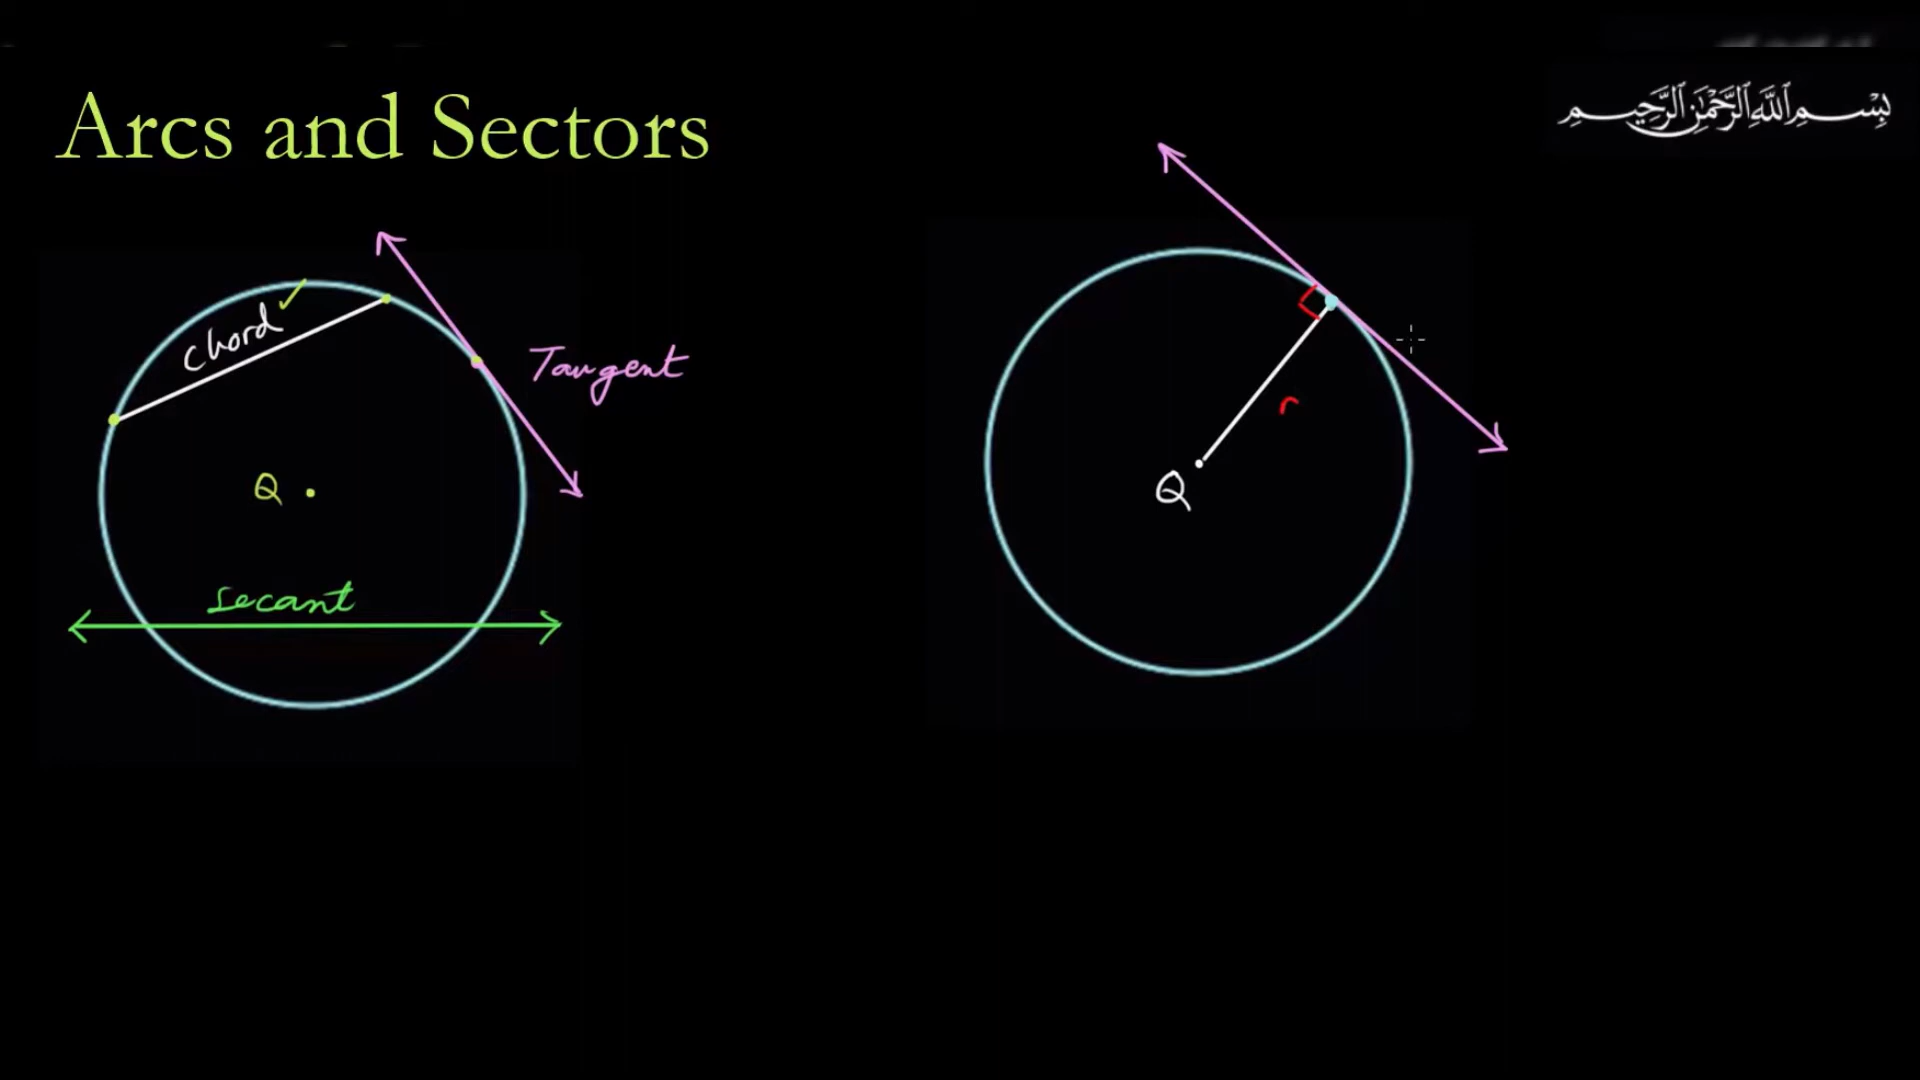 Arcs and Sectors
بِسْمِ اللَّهِ الرَّحْمَٰنِ الرَّحِيمِ
chord
Tangent
Q
secant
r
Q